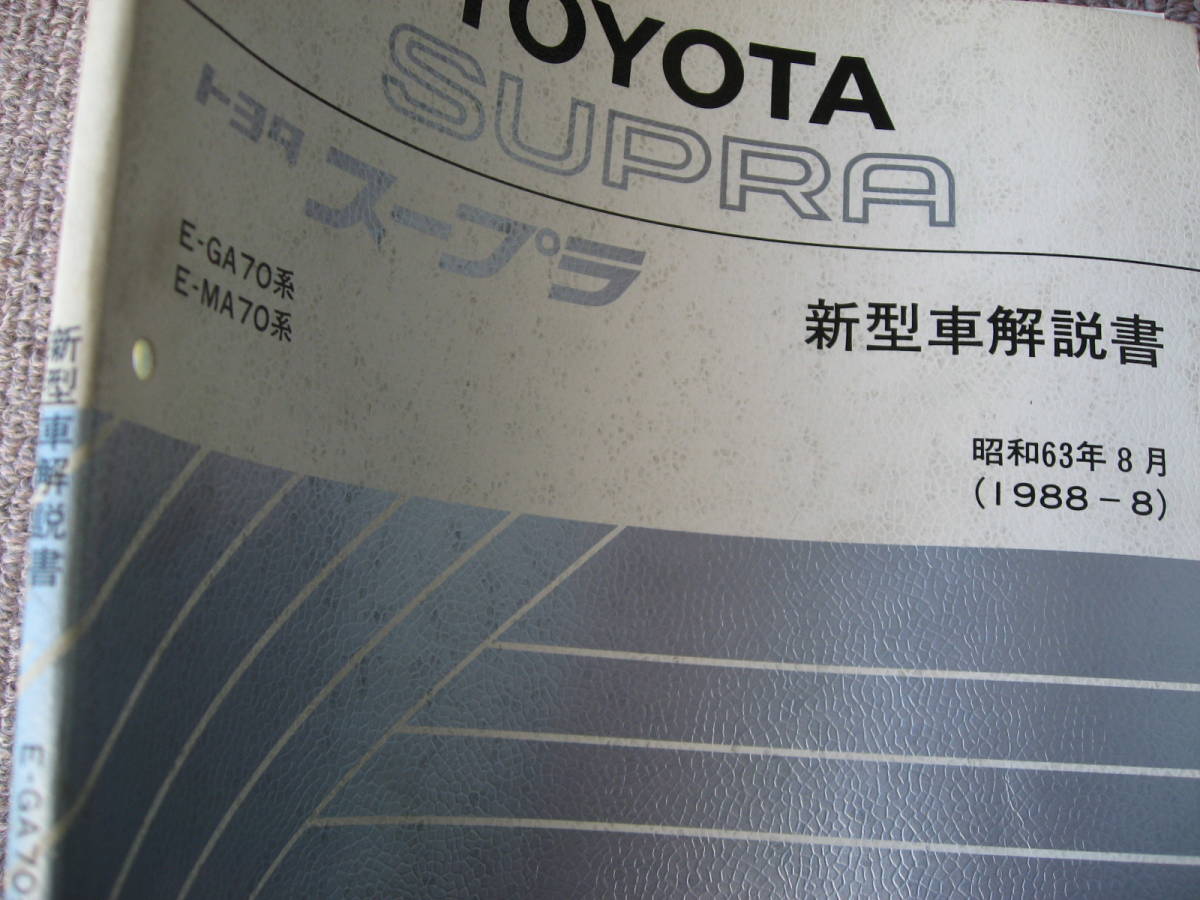 TOYOTA
SUPRA
トヨタ スープラ
E-GA70系
E-MA70系
新型車解説書
昭和63年8月
(1988-8)
新型車解説書 E-GA70